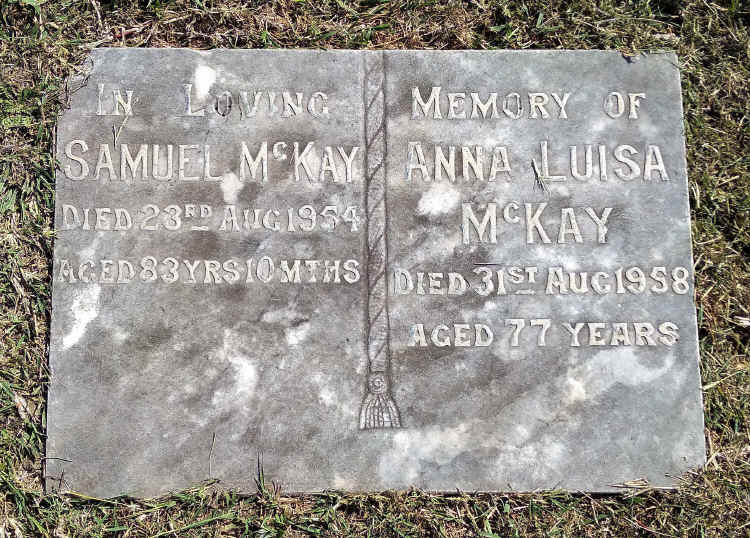 IN LOVING MEMORY OF
SAMUEL McKAY
DIED 23RD AUG 1954
AGED 83 YRS 10 MTHS
ANNA LUISA
McKAY
DIED 31ST AUG 1958
AGED 77 YEARS